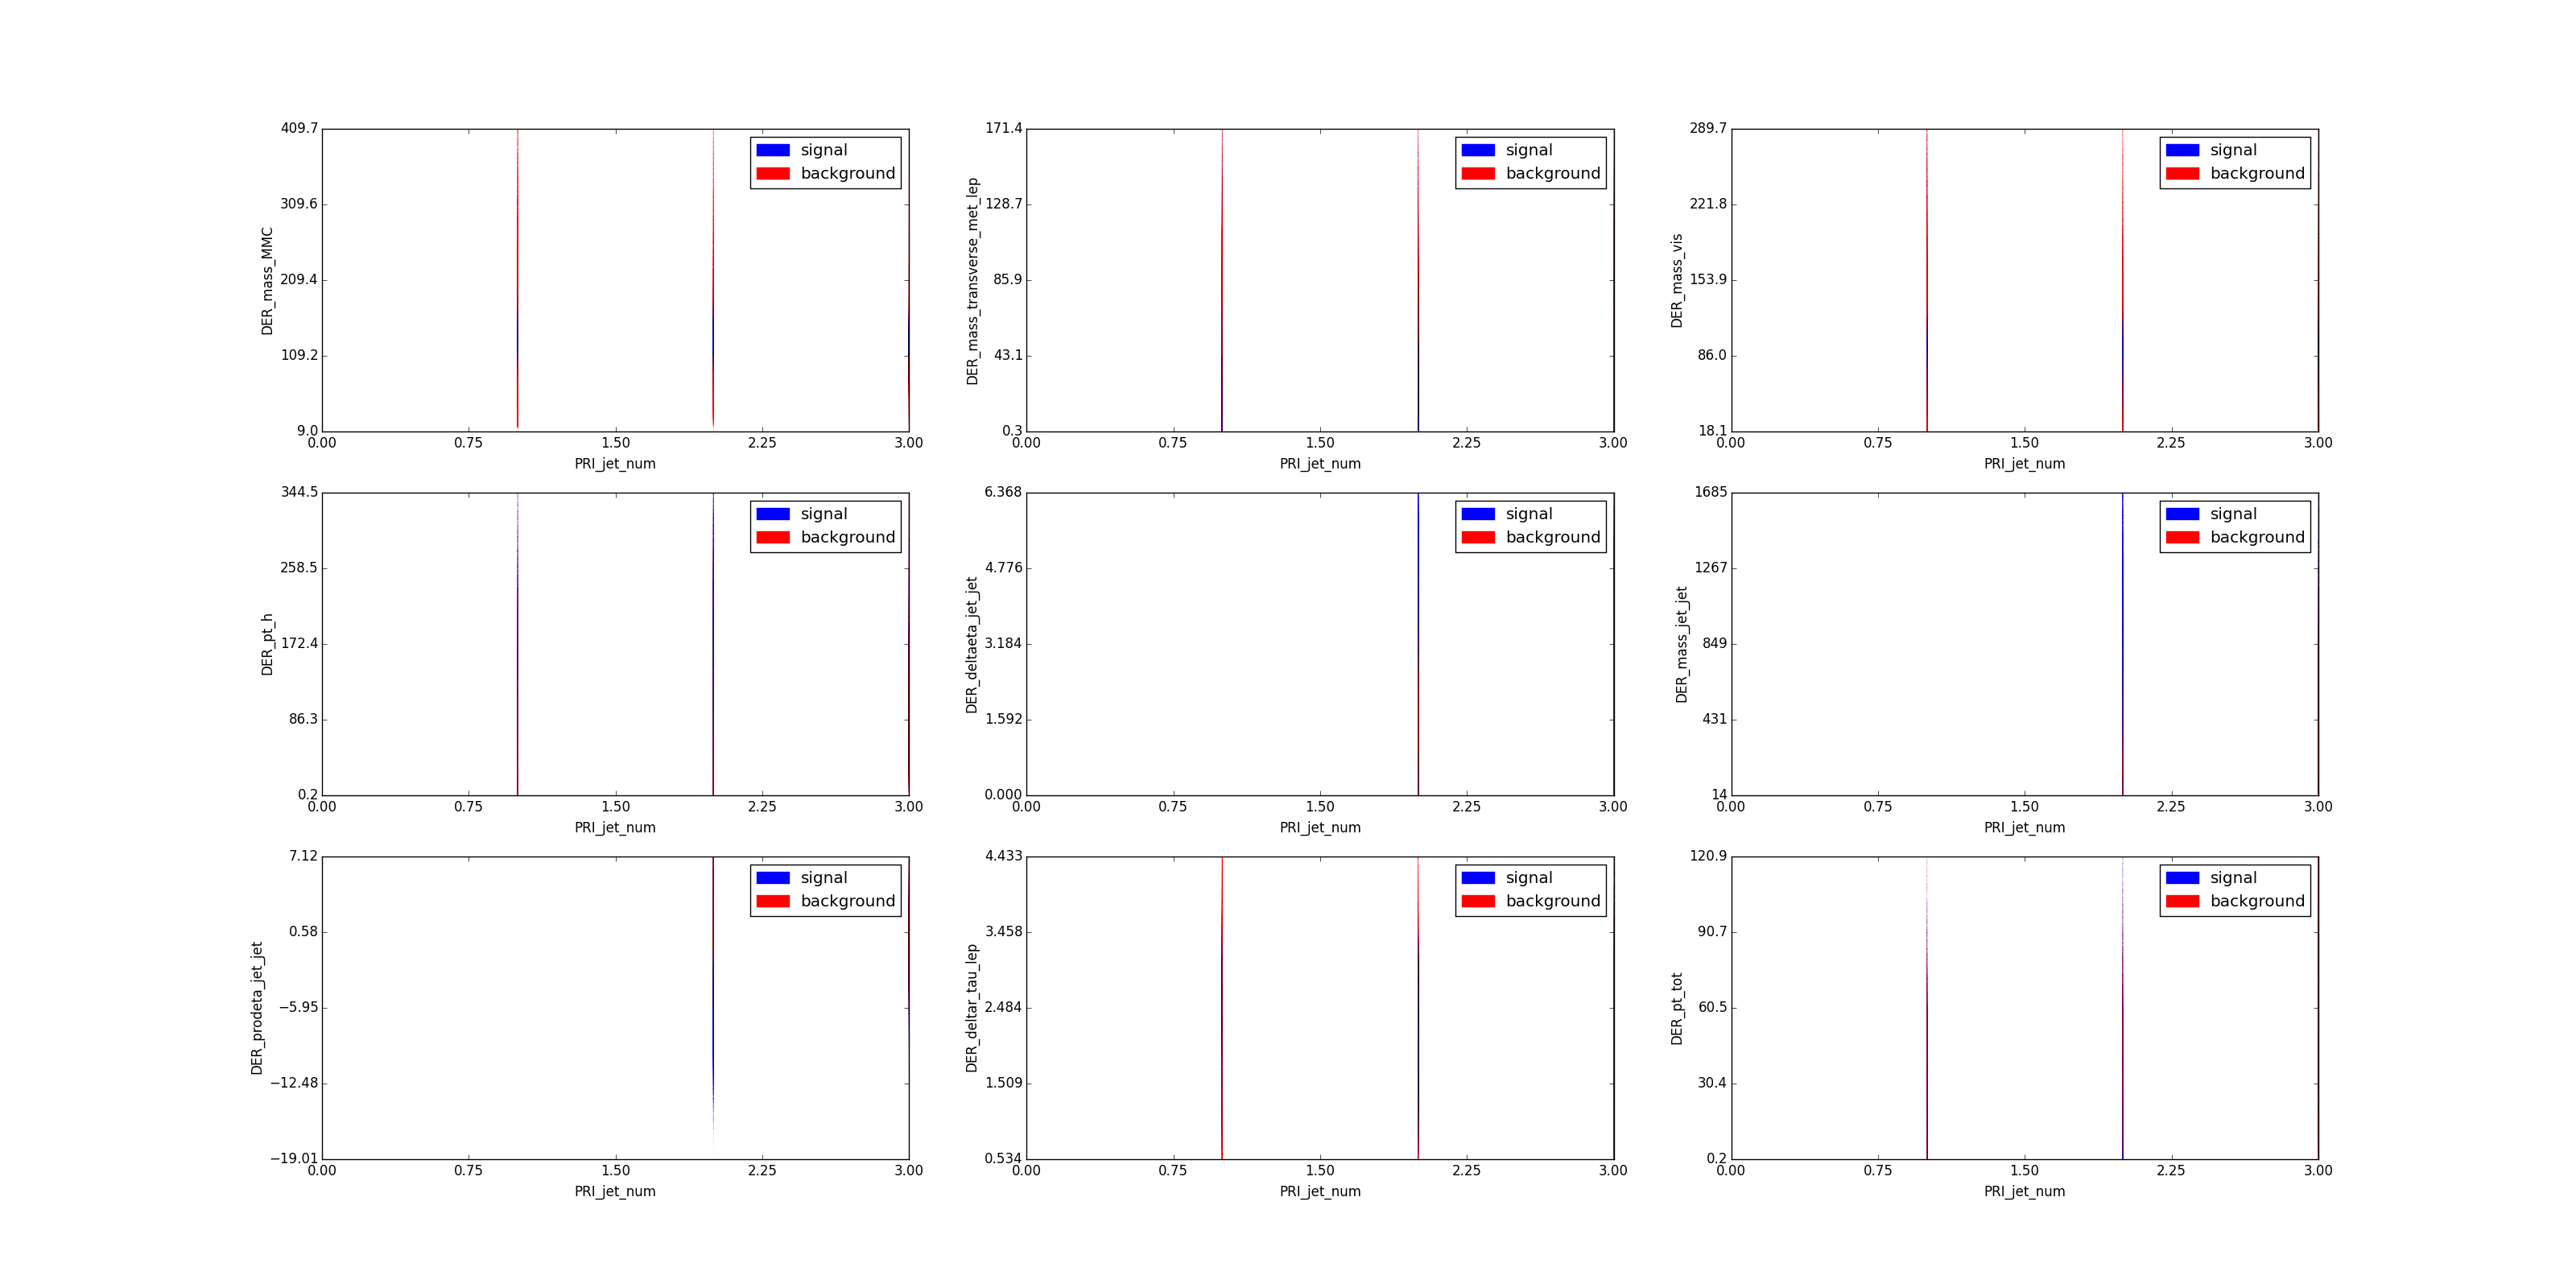 409.7
309.6
209.4
109.2
9.0
DER_mass_MMC
0.00 0.75 1.50 2.25 3.00
PRI_jet_num
signal
background
171.4
128.7
85.9
43.1
0.3
DER_mass_transverse_met_lep
0.00 0.75 1.50 2.25 3.00
PRI_jet_num
signal
background
289.7
221.8
153.9
86.0
18.1
DER_mass_vis
0.00 0.75 1.50 2.25 3.00
PRI_jet_num
signal
background
344.5
258.5
172.4
86.3
0.2
DER_pt_h
0.00 0.75 1.50 2.25 3.00
PRI_jet_num
signal
background
6.368
4.776
3.184
1.592
0.000
DER_deltaeta_jet_jet
0.00 0.75 1.50 2.25 3.00
PRI_jet_num
signal
background
1685
1267
849
431
14
DER_mass_jet_jet
0.00 0.75 1.50 2.25 3.00
PRI_jet_num
signal
background
7.12
0.58
−5.95
−12.48
−19.01
DER_prodeta_jet_jet
0.00 0.75 1.50 2.25 3.00
PRI_jet_num
signal
background
4.433
3.458
2.484
1.509
0.534
DER_deltar_tau_lep
0.00 0.75 1.50 2.25 3.00
PRI_jet_num
signal
background
120.9
90.7
60.5
30.4
0.2
DER_pt_tot
0.00 0.75 1.50 2.25 3.00
PRI_jet_num
signal
background